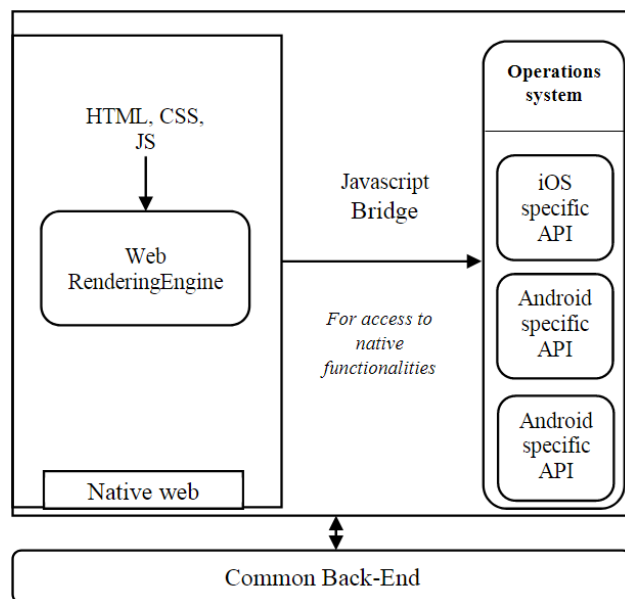 HTML, CSS,
JS
Web
RenderingEngine
Native web
Javascript
Bridge
For access to
native
functionalities
Operations
system
iOS
specific
API
Android
specific
API
Android
specific
API
Common Back-End